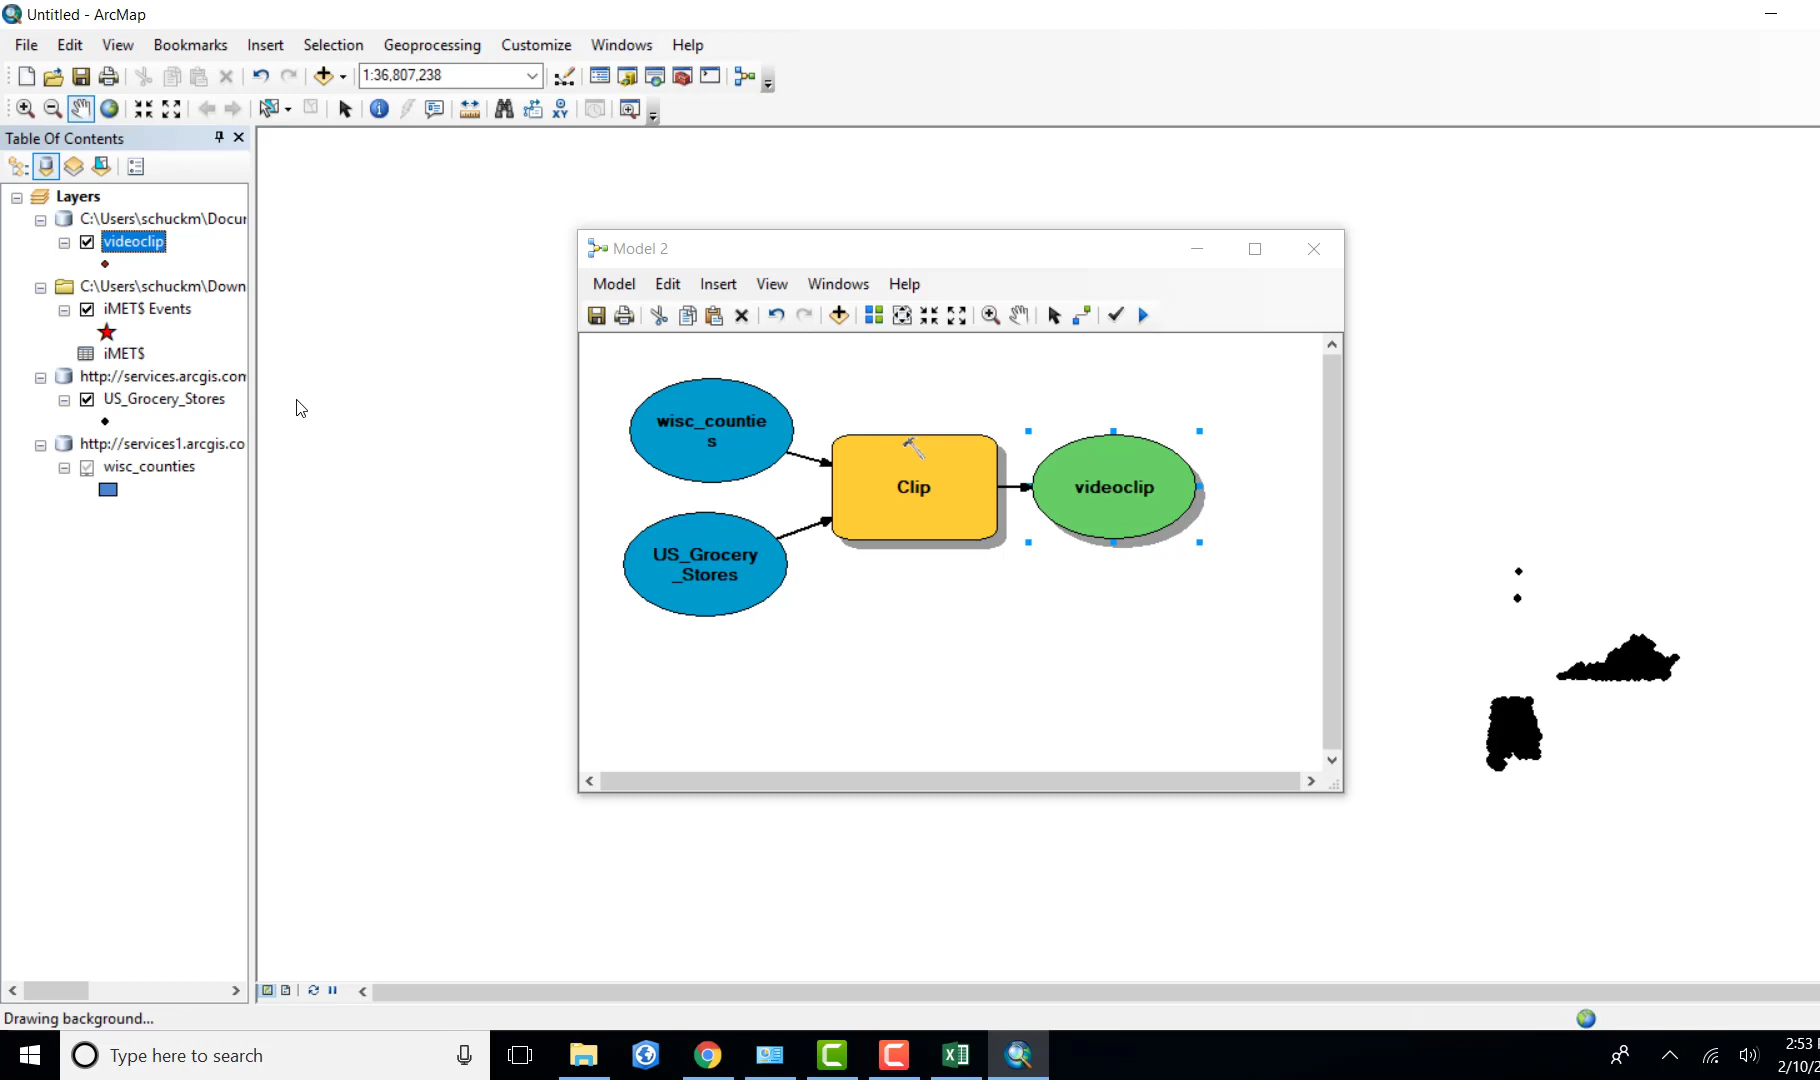 Untitled - ArcMap
File Edit View Bookmarks Insert Selection Geoprocessing Customize Windows Help
1:36,807,238
Table Of Contents
Layers
C:\Users\schuckm\Docur
videoclip
C:\Users\schuckm\Down
iMET$ Events
iMET$
http://services.arcgis.com
US_Grocery_Stores
http://services1.arcgis.co
wisc_counties
Model 2
Model Edit Insert View Windows Help
wisc_countie
s
US_Grocery
_Stores
Clip
videoclip
Drawing background...
Type here to search
2:53
2/10/2